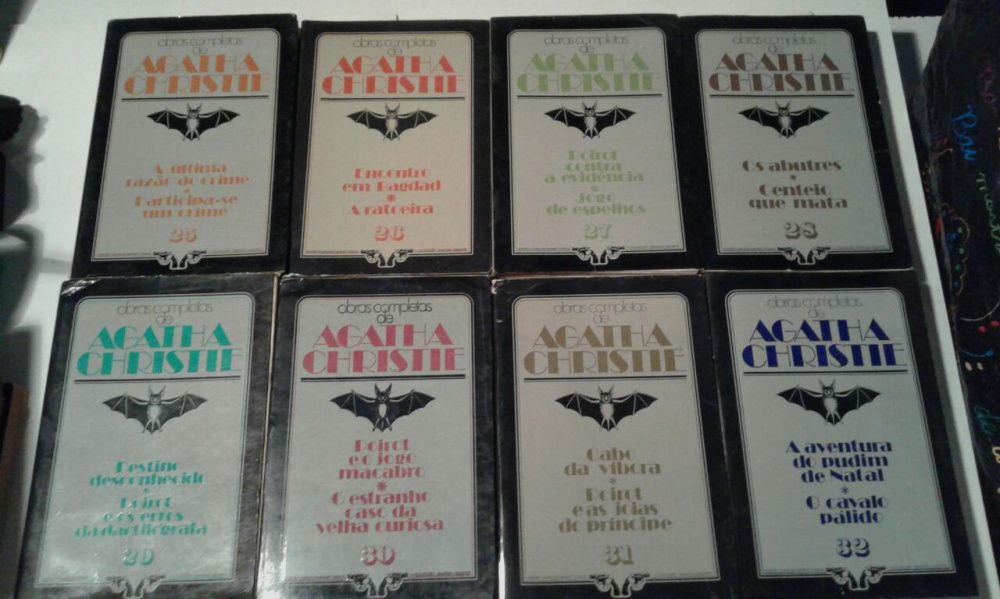 obras completas
de
AGATHA
CHRISTIE
A última
razão do crime
*
Participa-se
um crime
25
obras completas
de
AGATHA
CHRISTIE
Encontro
em Bagdad
*
A ratoeira
26
obras completas
de
AGATHA
CHRISTIE
Poirot
contra
a evidência
*
Jogo
de espelhos
27
obras completas
de
AGATHA
CHRISTIE
Os abutres
*
Centeio
que mata
28
obras completas
de
AGATHA
CHRISTIE
Destino
desconhecido
*
Poirot
e os erros
da dactilógrafa
29
obras completas
de
AGATHA
CHRISTIE
Poirot
e o jogo
macabro
*
O estranho
caso da
velha curiosa
30
obras completas
de
AGATHA
CHRISTIE
Cabo
da víbora
*
Poirot
e as jóias
do príncipe
31
obras completas
de
AGATHA
CHRISTIE
A aventura
do pudim
de Natal
*
O cavalo
pálido
32